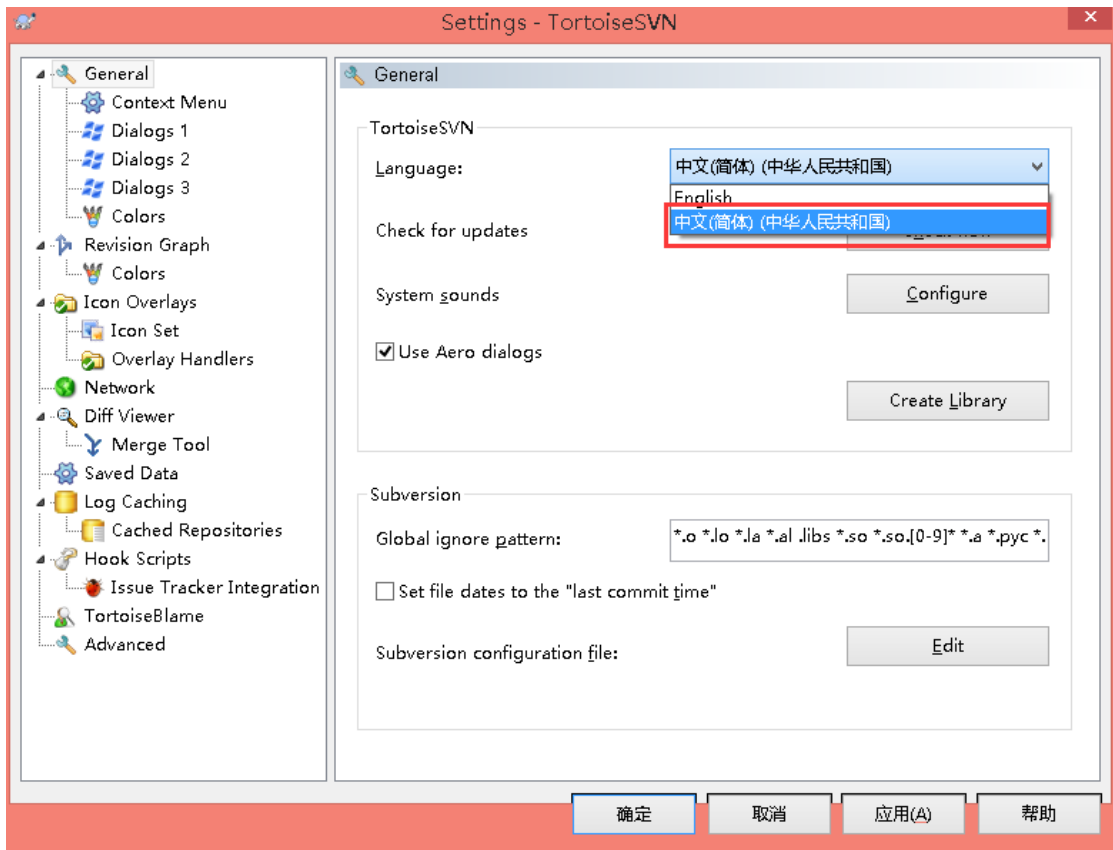 Settings - TortoiseSVN
General
Context Menu
Dialogs 1
Dialogs 2
Dialogs 3
Colors
Revision Graph
Colors
Icon Overlays
Icon Set
Overlay Handlers
Network
Diff Viewer
Merge Tool
Saved Data
Log Caching
Cached Repositories
Hook Scripts
Issue Tracker Integration
TortoiseBlame
Advanced
General
TortoiseSVN
Language:
中文(简体) (中华人民共和国)
English
中文(简体) (中华人民共和国)
Check for updates
System sounds
Configure
Use Aero dialogs
Create Library
Subversion
Global ignore pattern:
*.o *.lo *.la *.al .libs *.so *.so.[0-9]* *.a *.pyc *.
Set file dates to the "last commit time"
Subversion configuration file:
Edit
确定
取消
应用(A)
帮助